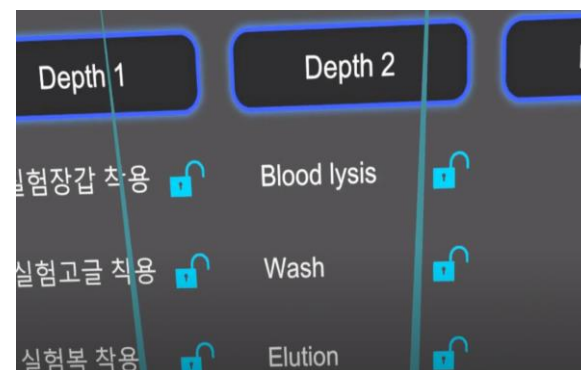 Depth 1
Depth 2
실험장갑 착용
Blood lysis
실험고글 착용
Wash
실험복 착용
Elution